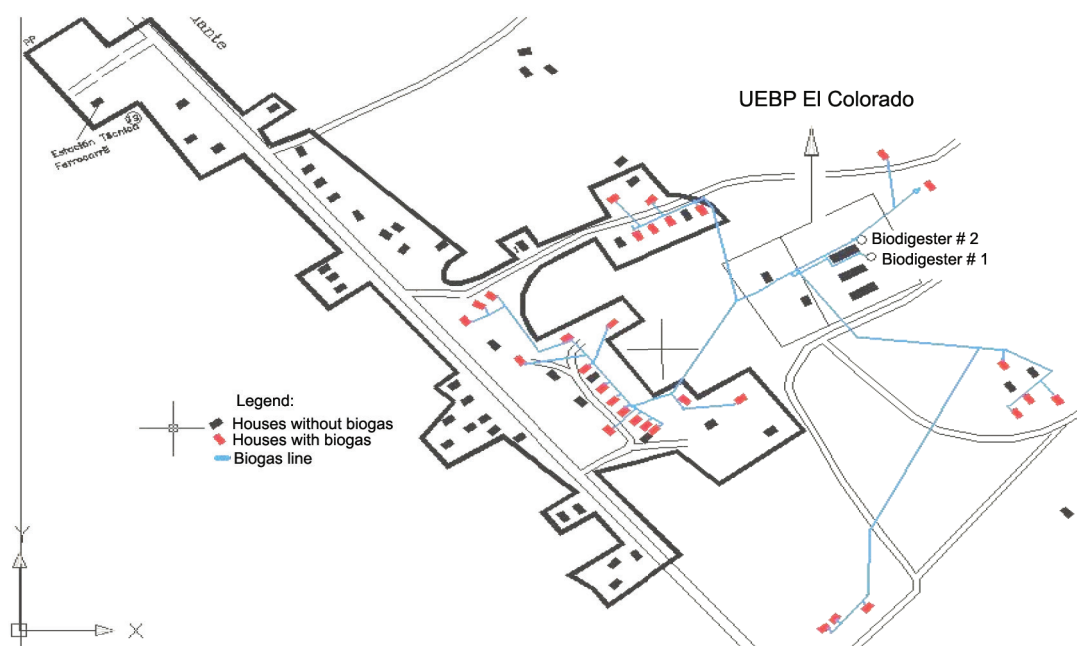 UEBP El Colorado
Estación Técnica
Ferrocarril
Biodigester # 2
Biodigester # 1
Legend:
Houses without biogas
Houses with biogas
Biogas line
Y
X